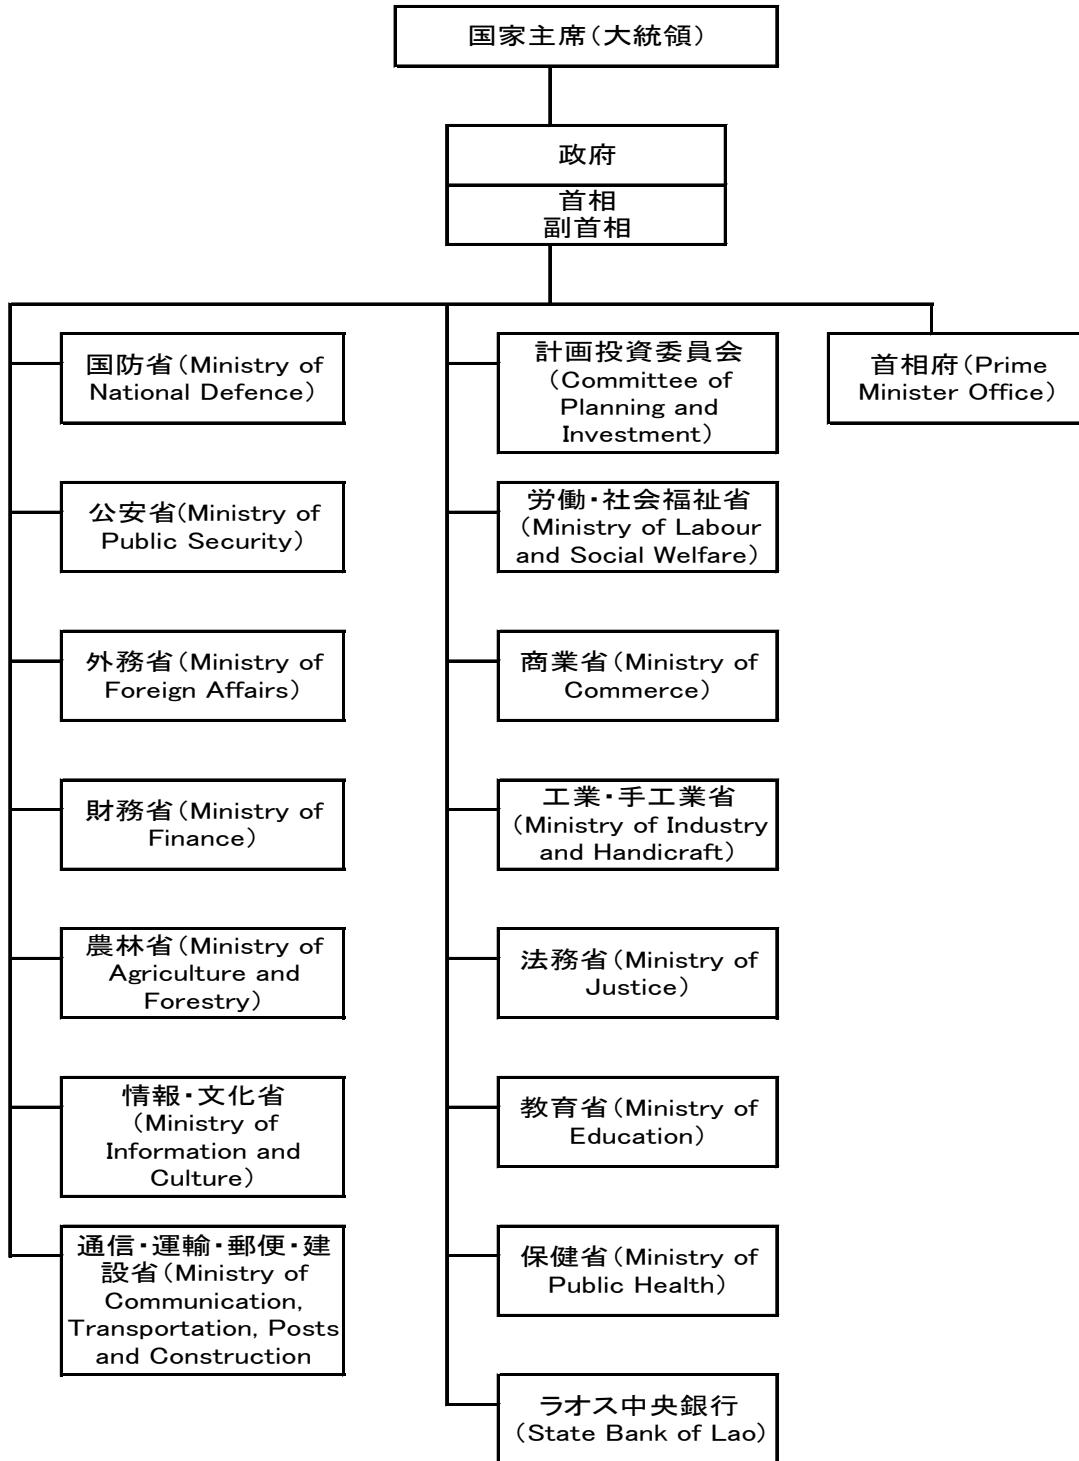 国家主席（大統領）
政府
首相
副首相
国防省（Ministry of
National Defence）
公安省(Ministry of
Public Security）
外務省（Ministry of
Foreign Affairs）
財務省（Ministry of
Finance）
農林省（Ministry of
Agriculture and
Forestry）
情報・文化省
（Ministry of
Information and
Culture）
通信・運輸・郵便・建
設省（Ministry of
Communication,
Transportation, Posts
and Construction
計画投資委員会
（Committee of
Planning and
Investment）
労働・社会福祉省
（Ministry of Labour
and Social Welfare）
商業省（Ministry of
Commerce）
工業・手工業省
（Ministry of Industry
and Handicraft）
法務省（Ministry of
Justice）
教育省（Ministry of
Education）
保健省（Ministry of
Public Health）
ラオス中央銀行
（State Bank of Lao）
首相府（Prime
Minister Office）